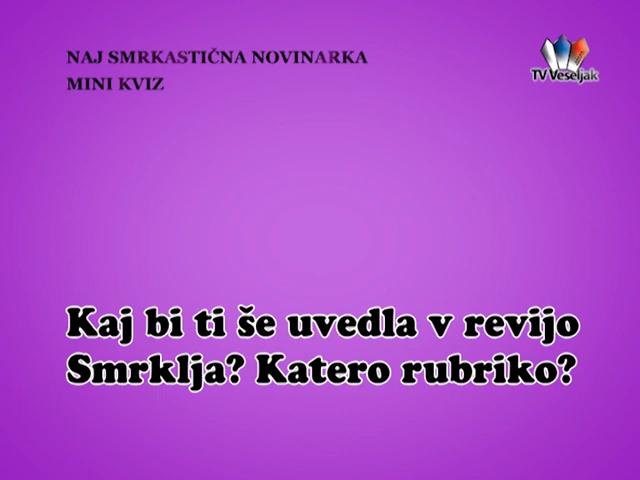 NAJ SMRKASTIČNA NOVINARKA
MINI KVIZ
TV Veseljak
Kaj bi ti še uvedla v revijo
Smrklja? Katero rubriko?